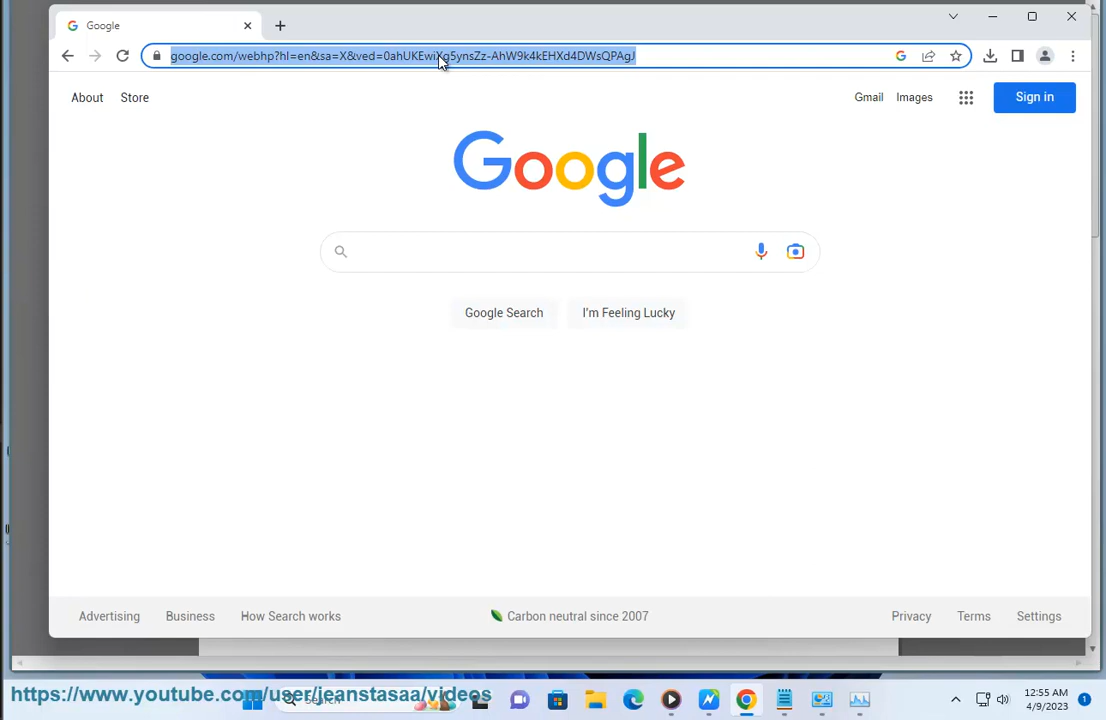 Google
google.com/webhp?hl=en&sa=X&ved=0ahUKEwiXg5ynsZz-AhW9k4kEHXd4DWsQPAgJ
About Store Gmail Images Sign in
Google
Google Search I'm Feeling Lucky
Advertising Business How Search works Carbon neutral since 2007 Privacy Terms Settings
https://www.youtube.com/user/jeanstasaa/videos
Search
12:55 AM
4/9/2023
1